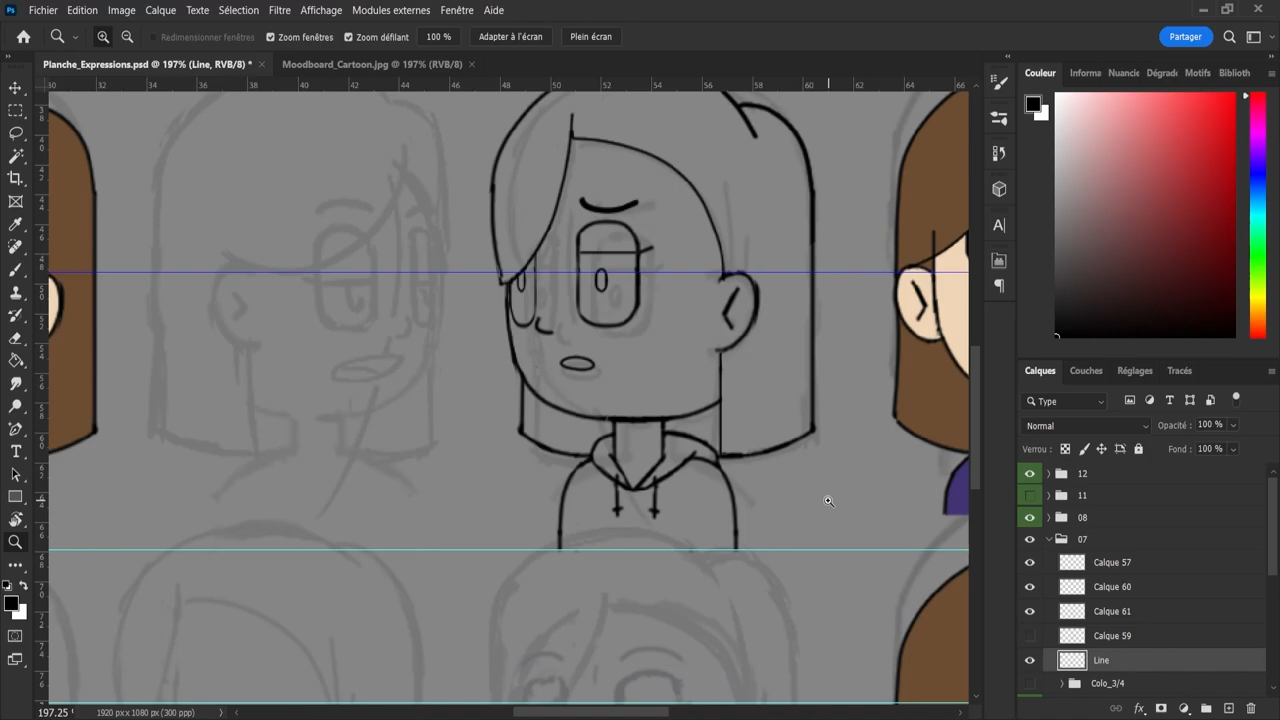 Ps Fichier Edition Image Calque Texte Sélection Filtre Affichage Modules externes Fenêtre Aide
Redimensionner fenêtres Zoom fenêtres Zoom défilant 100 % Adapter à l'écran Plein écran Partager
Planche_Expressions.psd @ 197% (Line, RVB/8) * Moodboard_Cartoon.jpg @ 197% (RVB/8)
Couleur Informa Nuancie Dégradé Motifs Biblioth
30 32 34 36 38 40 42 44 46 48 50 52 54 56 58 60 62 64 66
Calques Couches Réglages Tracés
Type
Normal Opacité : 100 %
Verrou : Fond : 100 %
12
11
08
07
Calque 57
Calque 60
Calque 61
Calque 59
Line
Colo_3/4
197.25 1920 px x 1080 px (300 ppp)